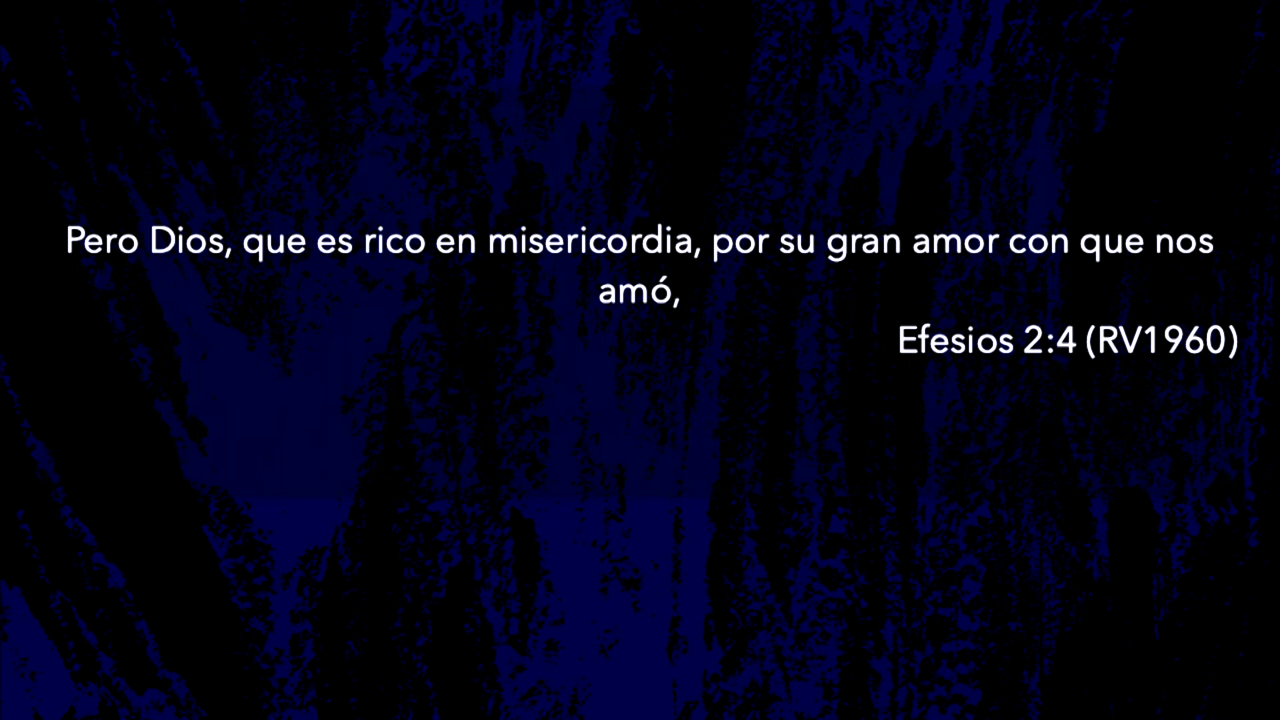 Pero Dios, que es rico en misericordia, por su gran amor con que nos
amó,
Efesios 2:4 (RV1960)